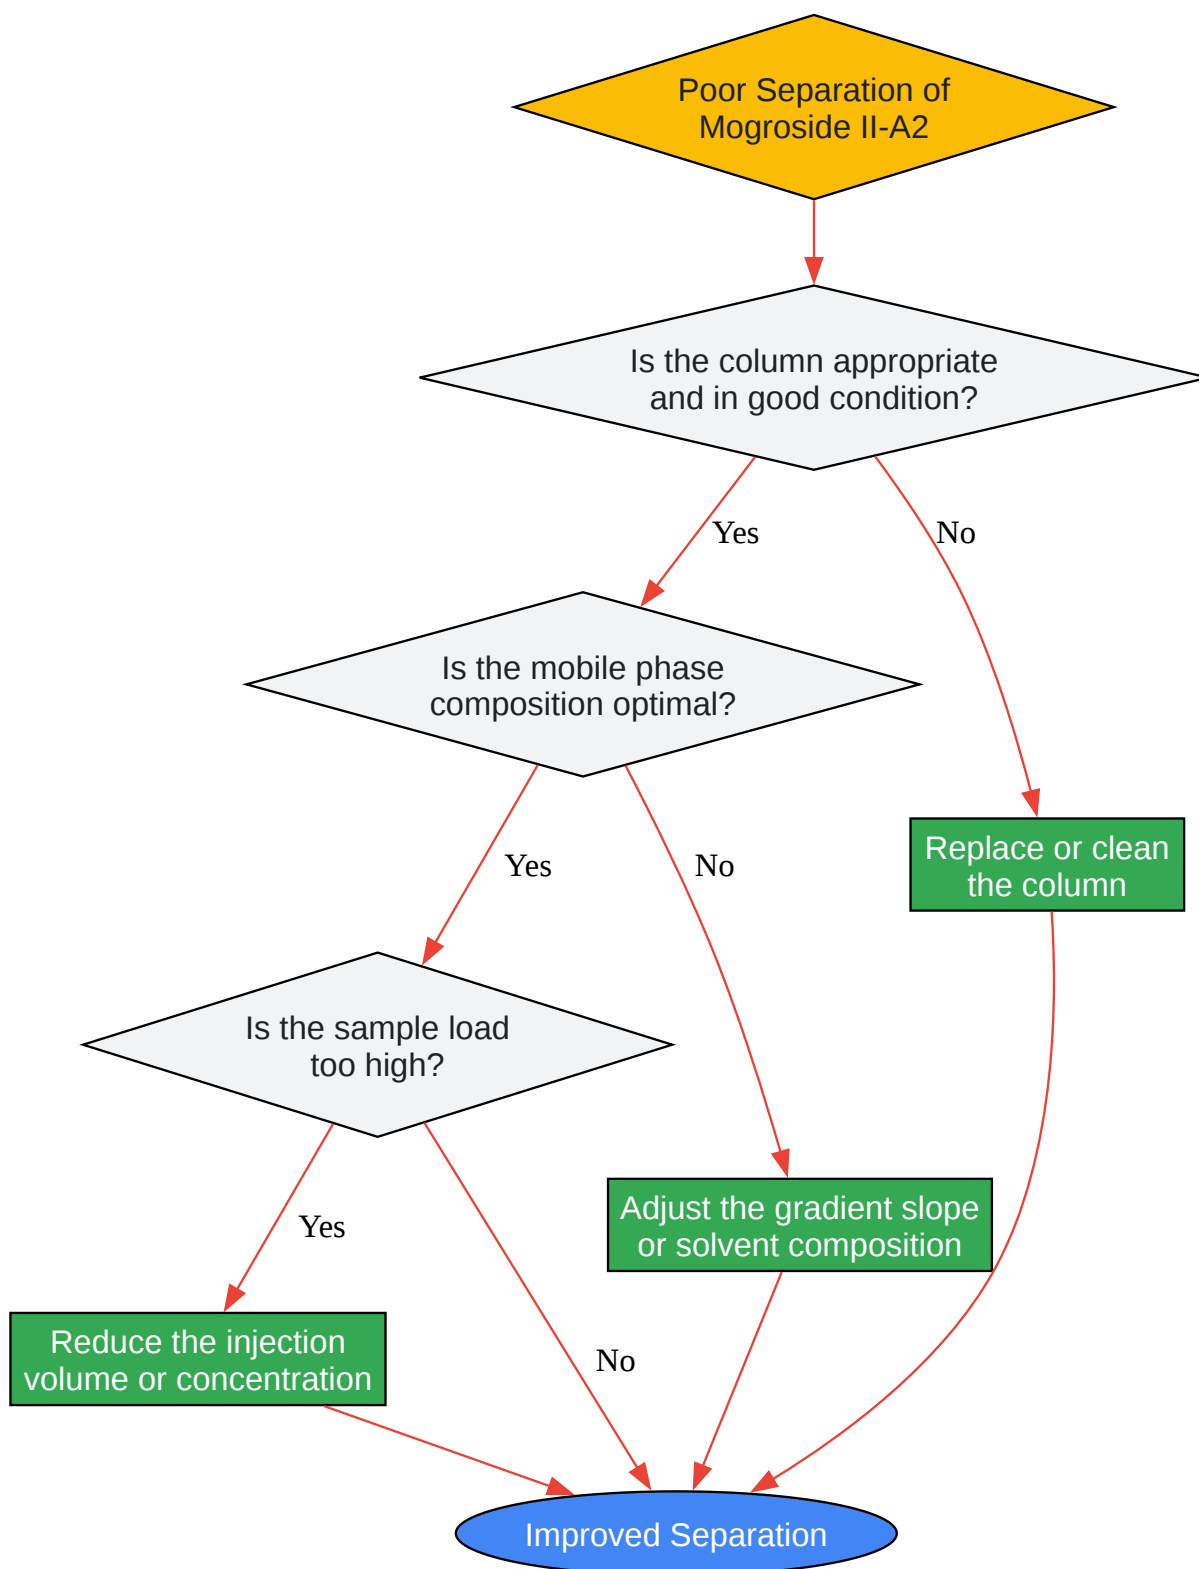 Poor Separation of
Mogroside II-A2
Is the column appropriate
and in good condition?
Yes
No
Is the mobile phase
composition optimal?
Yes
No
Replace or clean
the column
Is the sample load
too high?
Yes
No
Adjust the gradient slope
or solvent composition
Reduce the injection
volume or concentration
Improved Separation